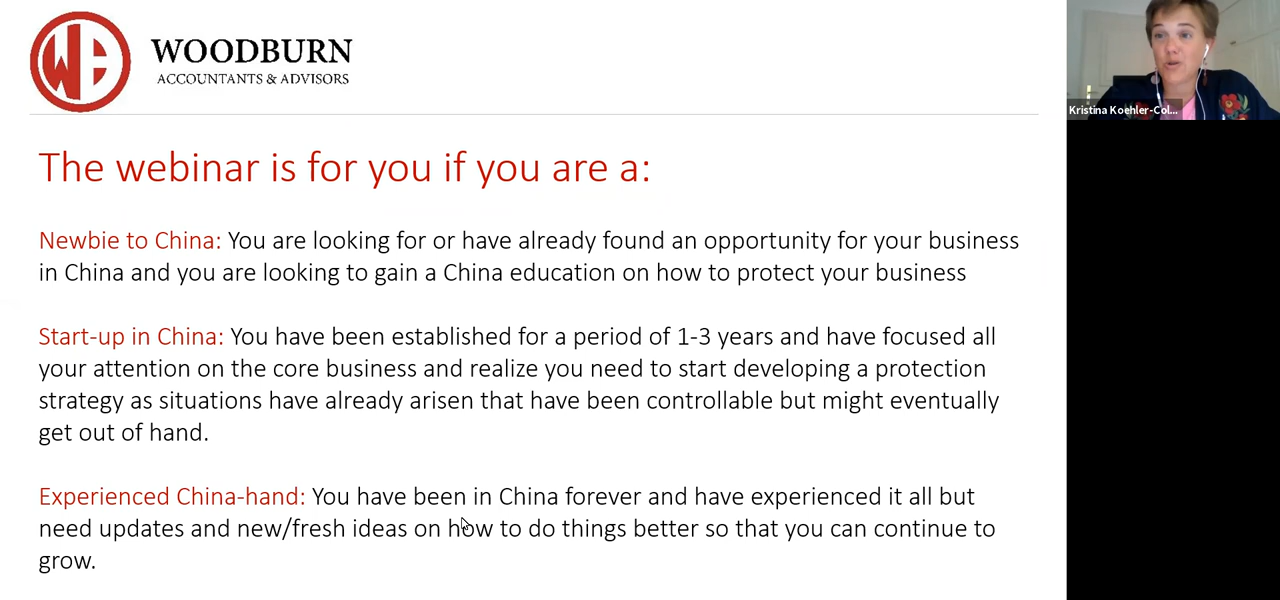 WB
WOODBURN
ACCOUNTANTS & ADVISORS
Kristina Koehler-Col...
The webinar is for you if you are a:
Newbie to China: You are looking for or have already found an opportunity for your business
in China and you are looking to gain a China education on how to protect your business
Start-up in China: You have been established for a period of 1-3 years and have focused all
your attention on the core business and realize you need to start developing a protection
strategy as situations have already arisen that have been controllable but might eventually
get out of hand.
Experienced China-hand: You have been in China forever and have experienced it all but
need updates and new/fresh ideas on how to do things better so that you can continue to
grow.